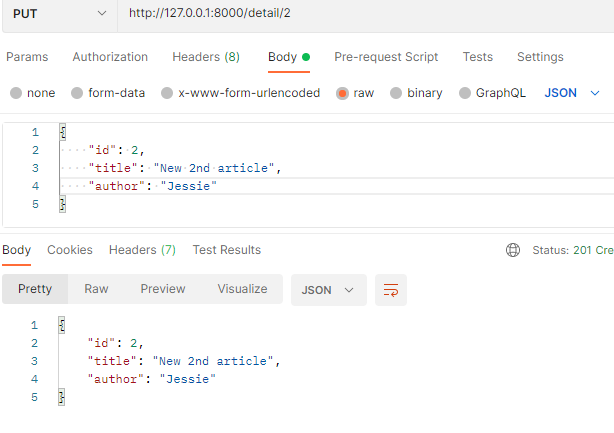 PUT http://127.0.0.1:8000/detail/2
Params Authorization Headers (8) Body Pre-request Script Tests Settings
none form-data x-www-form-urlencoded raw binary GraphQL JSON
1 {
2 "id": 2,
3 "title": "New 2nd article",
4 "author": "Jessie"
5 }
Body Cookies Headers (7) Test Results Status: 201 Cre
Pretty Raw Preview Visualize JSON
1 {
2 "id": 2,
3 "title": "New 2nd article",
4 "author": "Jessie"
5 }